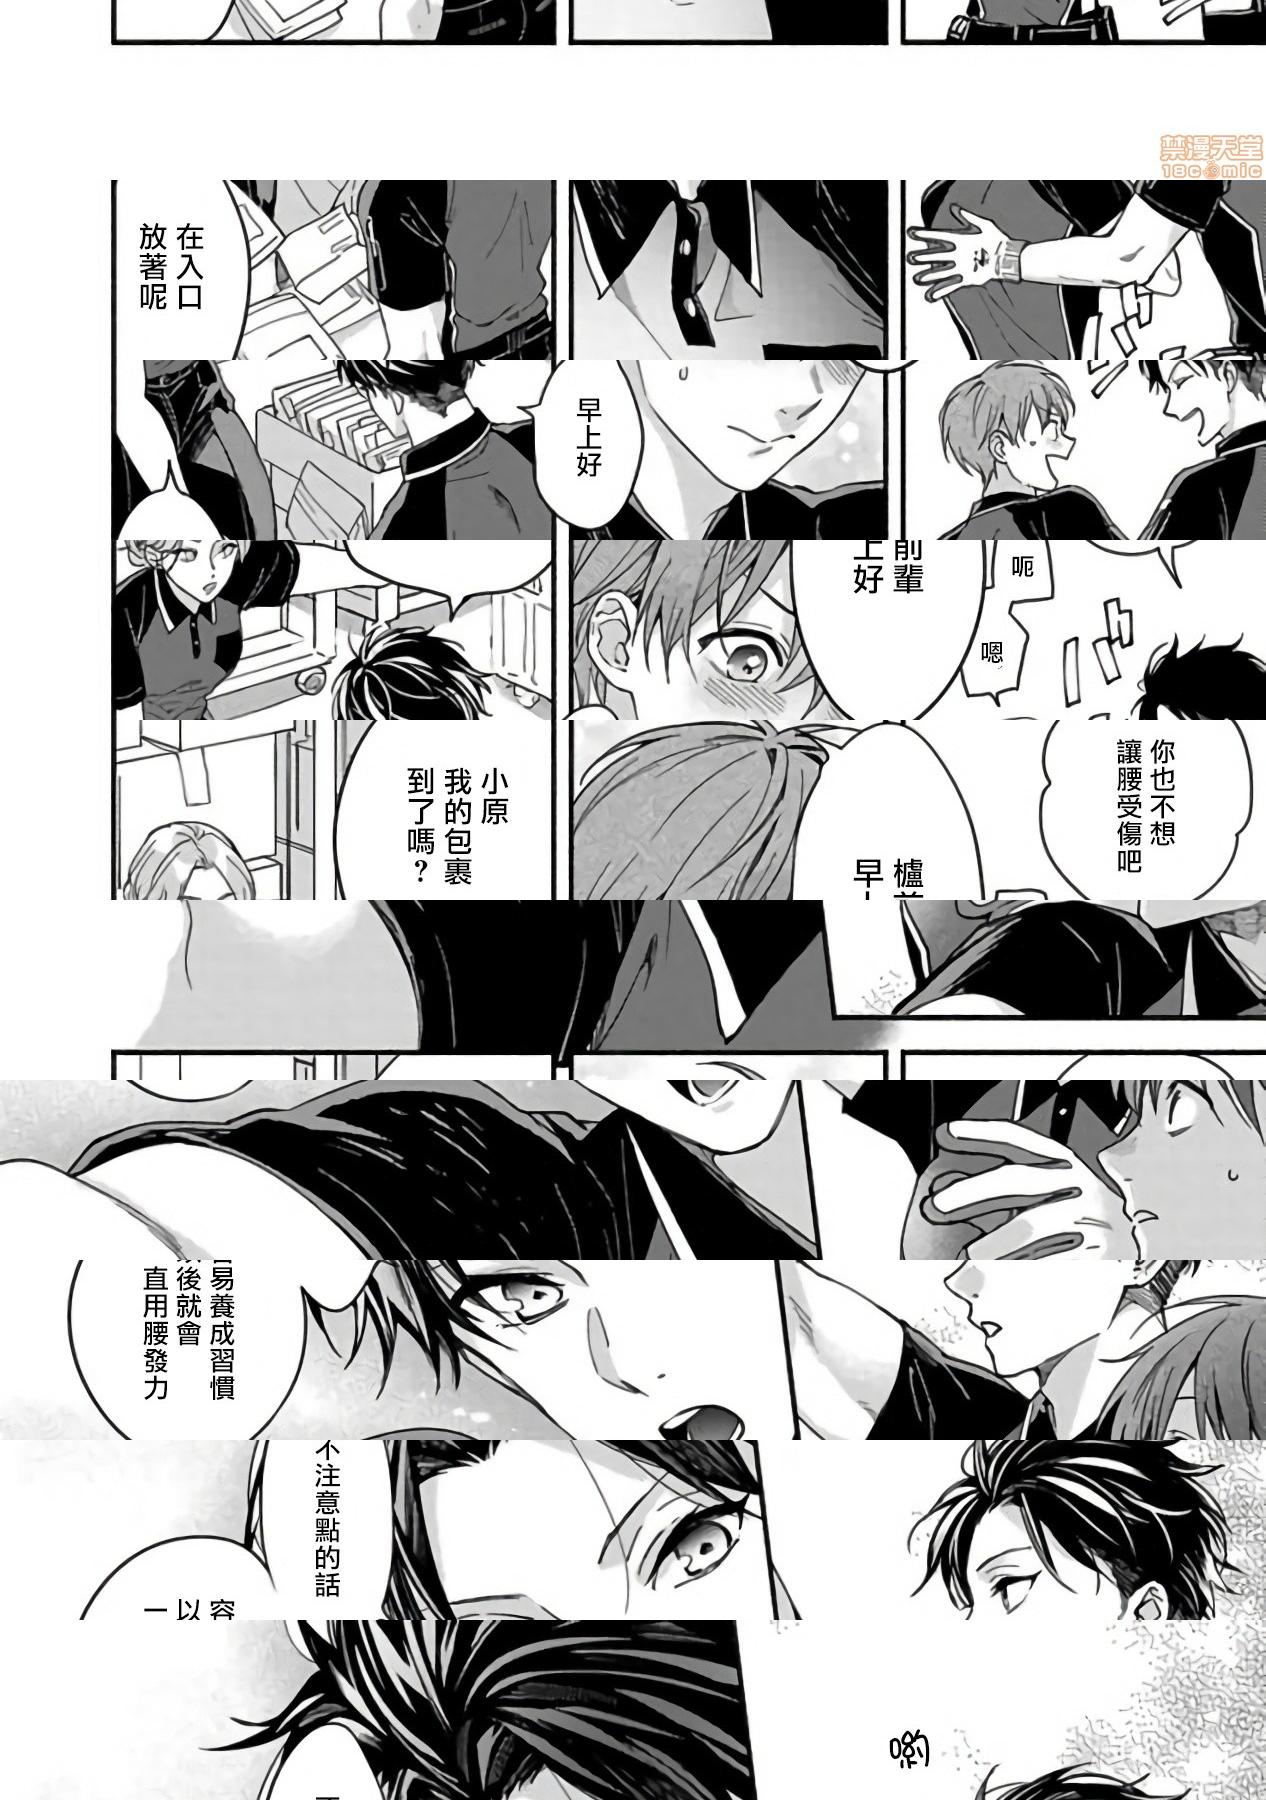 禁漫天堂
18comic
在入口
放著呢
早上好
前輩
上好
呃
嗯
你也不想
讓腰受傷吧
小原
我的包裹
到了嗎?
櫨
早
易養成習慣
後就會
直用腰發力
不注意點的話
容
以
一
喲